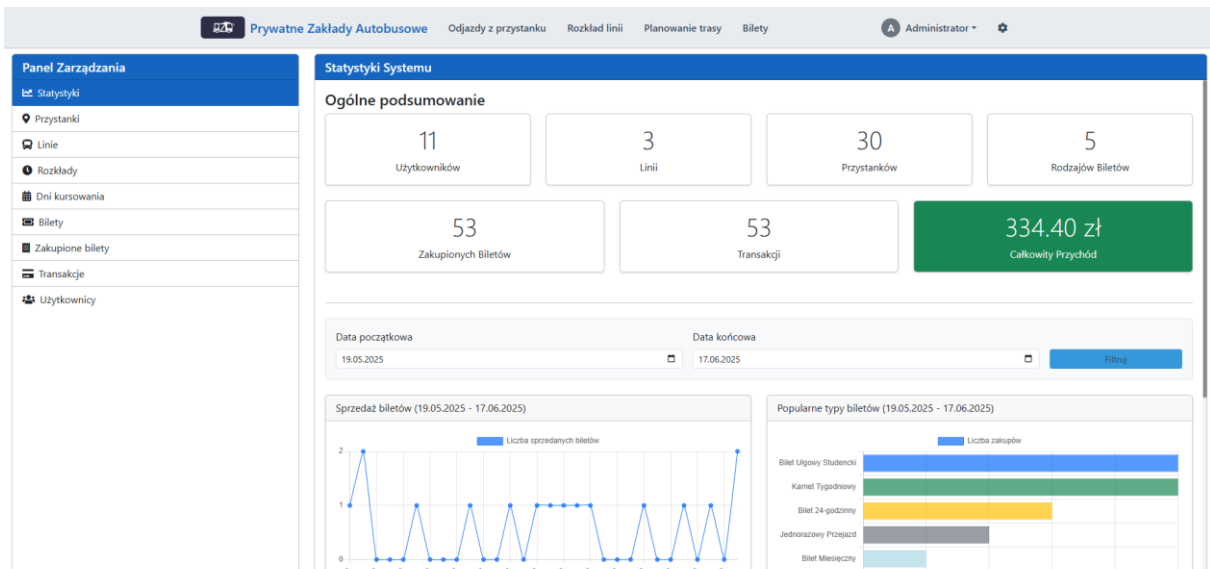 PZA Prywatne Zakłady Autobusowe Odjazdy z przystanku Rozkład linii Planowanie trasy Bilety A Administrator
Panel Zarządzania
Statystyki
Przystanki
Linie
Rozkłady
Dni kursowania
Bilety
Zakupione bilety
Transakcje
Użytkownicy
Statystyki Systemu
Ogólne podsumowanie
11
Użytkowników
3
Linii
30
Przystanków
5
Rodzajów Biletów
53
Zakupionych Biletów
53
Transakcji
334.40 zł
Całkowity Przychód
Data początkowa
19.05.2025
Data końcowa
17.06.2025
Filtruj
Sprzedaż biletów (19.05.2025 - 17.06.2025)
Liczba sprzedanych biletów
2
1
0
Popularne typy biletów (19.05.2025 - 17.06.2025)
Liczba zakupów
Bilet Ulgowy Studencki
Karnet Tygodniowy
Bilet 24-godzinny
Jednorazowy Przejazd
Bilet Miesięczny